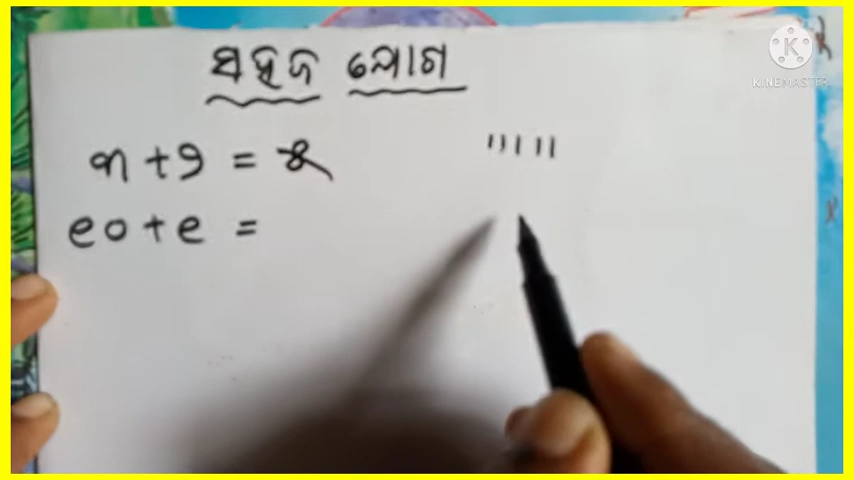 ସହଜ ଯୋଗ
୩ + ୨ = ୫
୧୦ + ୧ =
KINEMASTER